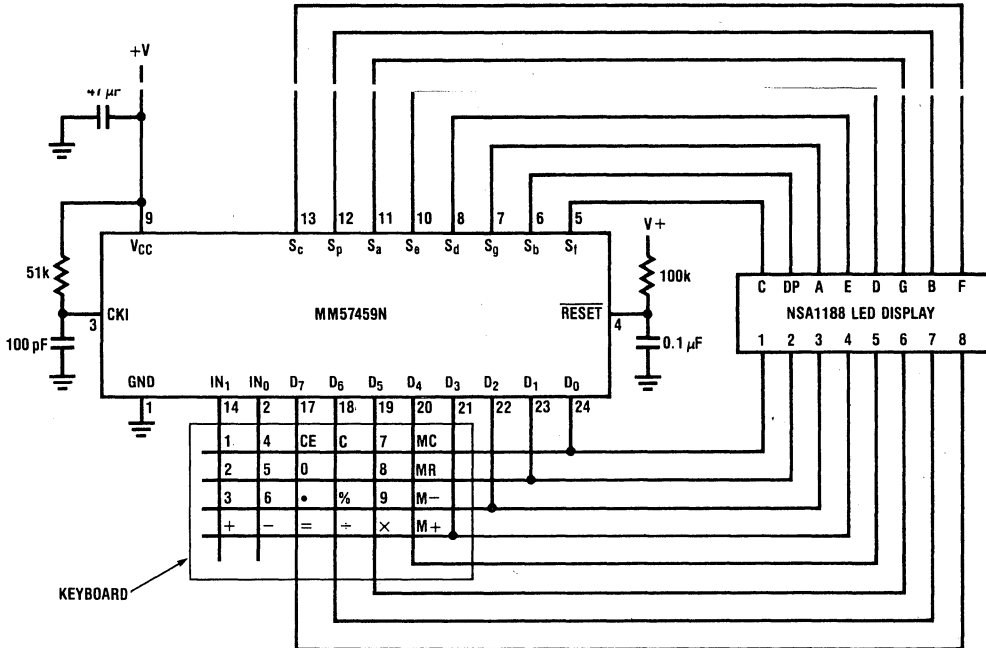 +V
47 µF
13 12 11 10 8 7 6 5
9
V+
VCC Sc Sp Sa Se Sd Sg Sb Sf
51k
100k
C DP A E D G B F
CKI MM57459N RESET NSA1188 LED DISPLAY
3 4
100 pF 0.1 µF
1 2 3 4 5 6 7 8
GND IN1 IN0 D7 D6 D5 D4 D3 D2 D1 D0
1 14 2 17 18 19 20 21 22 23 24
1 4 CE C 7 MC
2 5 0 8 MR
3 6 • % 9 M−
+ − = ÷ × M+
KEYBOARD